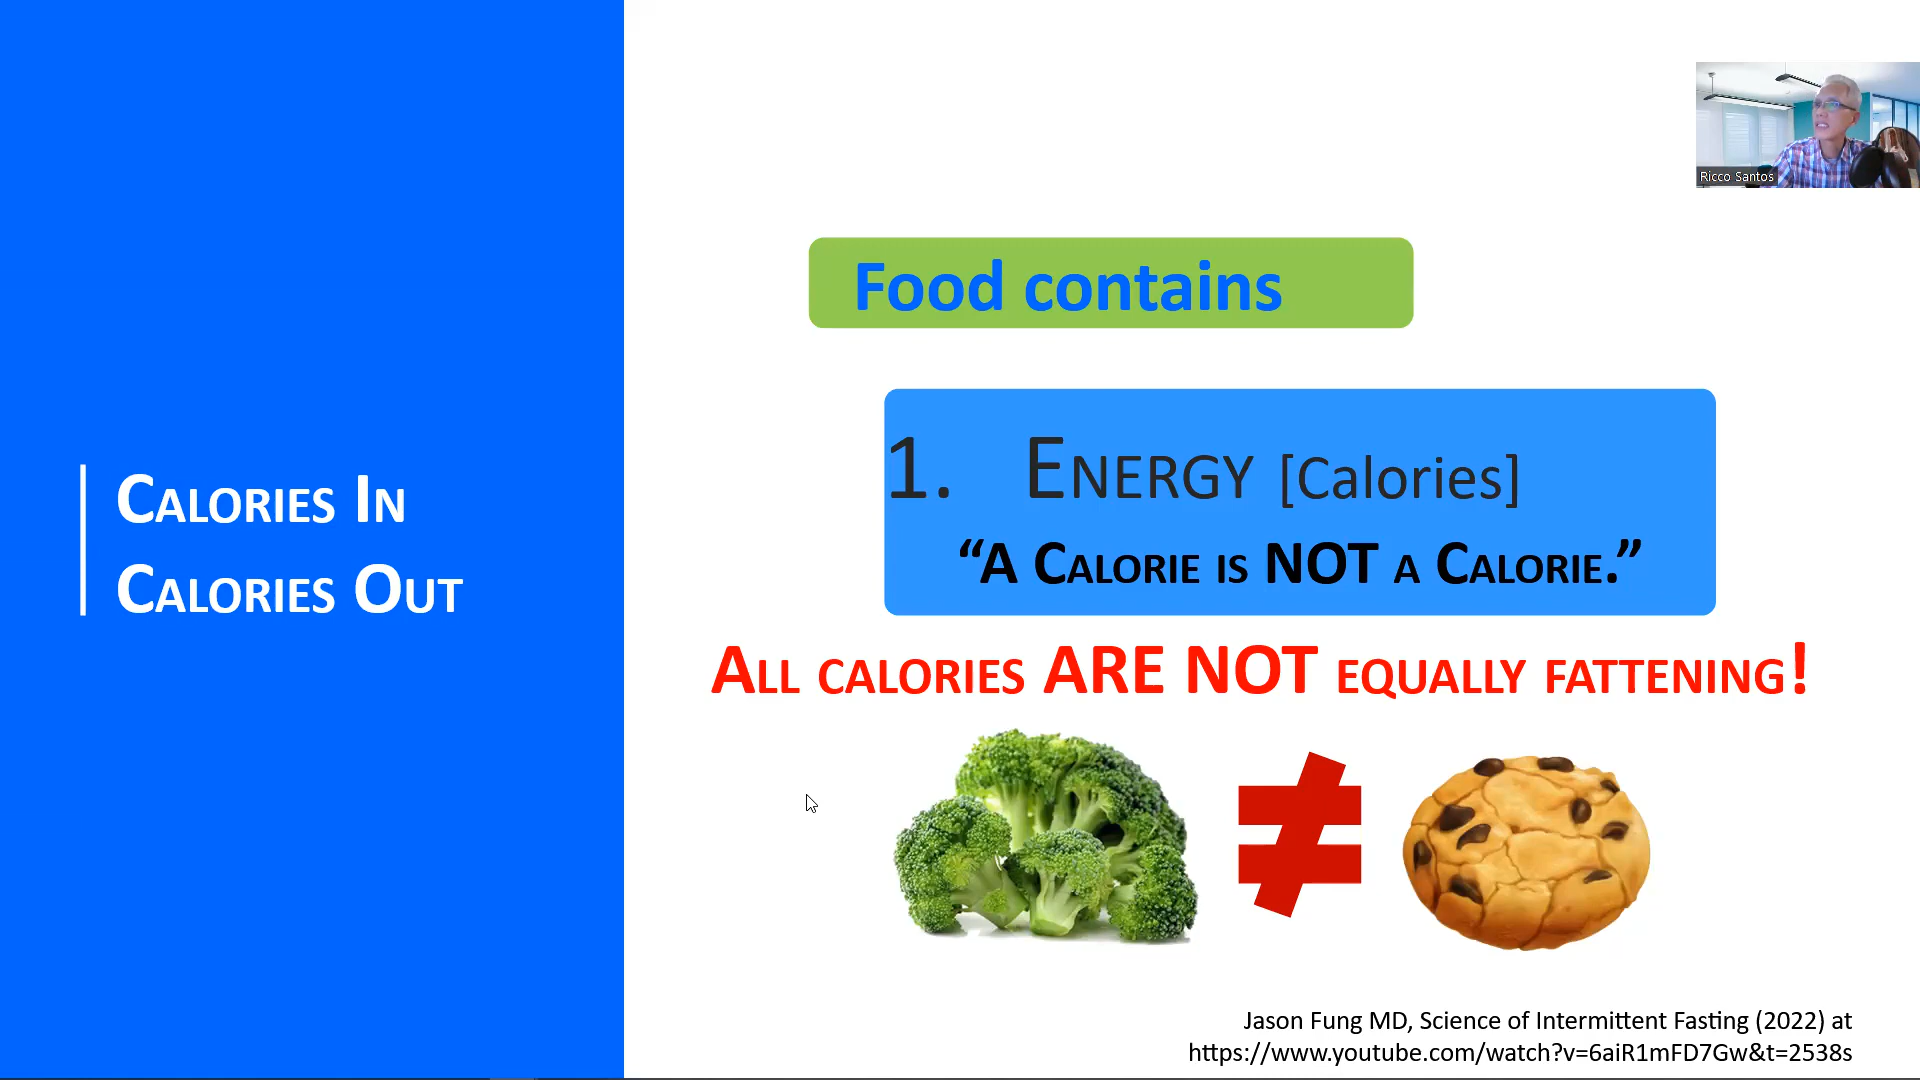 Calories In
Calories Out
Food contains
1. Energy [Calories]
“A Calorie is NOT a Calorie.”
All calories ARE NOT equally fattening!
≠
Ricco Santos
Jason Fung MD, Science of Intermittent Fasting (2022) at
https://www.youtube.com/watch?v=6aiR1mFD7Gw&t=2538s